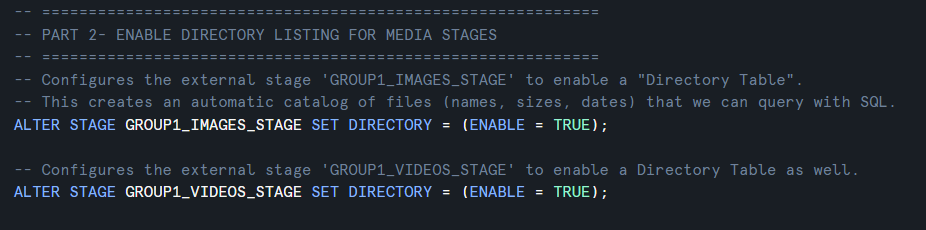 -- ============================================================
-- PART 2- ENABLE DIRECTORY LISTING FOR MEDIA STAGES
-- ============================================================
-- Configures the external stage 'GROUP1_IMAGES_STAGE' to enable a "Directory Table".
-- This creates an automatic catalog of files (names, sizes, dates) that we can query with SQL.
ALTER STAGE GROUP1_IMAGES_STAGE SET DIRECTORY = (ENABLE = TRUE);
-- Configures the external stage 'GROUP1_VIDEOS_STAGE' to enable a Directory Table as well.
ALTER STAGE GROUP1_VIDEOS_STAGE SET DIRECTORY = (ENABLE = TRUE);